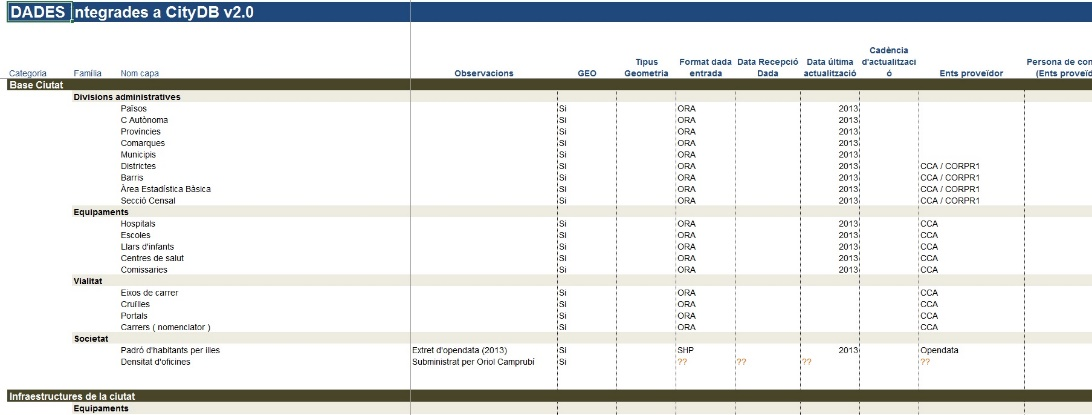 DADES Integrades a CityDB v2.0
Cadència
Tipus Format dada Data Recepció Data última d'actualitzaci Persona de con
Categoria Família Nom capa Observacions GEO Geometria entrada Dada actualització ó Ents proveïdor (Ents proveïd
Base Ciutat
Divisions administratives
Països Si ORA 2013
C Autònoma Si ORA 2013
Províncies Si ORA 2013
Comarques Si ORA 2013
Municipis Si ORA 2013
Districtes Si ORA 2013 CCA / CORPR1
Barris Si ORA 2013 CCA / CORPR1
Àrea Estadística Bàsica Si ORA 2013 CCA / CORPR1
Secció Censal Si ORA 2013 CCA / CORPR1
Equipaments
Hospitals Si ORA 2013 CCA
Escoles Si ORA 2013 CCA
Llars d'infants Si ORA 2013 CCA
Centres de salut Si ORA 2013 CCA
Comissaries Si ORA 2013 CCA
Vialitat
Eixos de carrer Si ORA CCA
Cruïlles Si ORA CCA
Portals Si ORA CCA
Carrers ( nomenclator ) Si ORA CCA
Societat
Padró d'habitants per illes Extret d'opendata (2013) Si SHP 2013 Opendata
Densitat d'oficines Subministrat per Oriol Camprubí Si ?? ?? ?? ??
Infraestructures de la ciutat
Equipaments